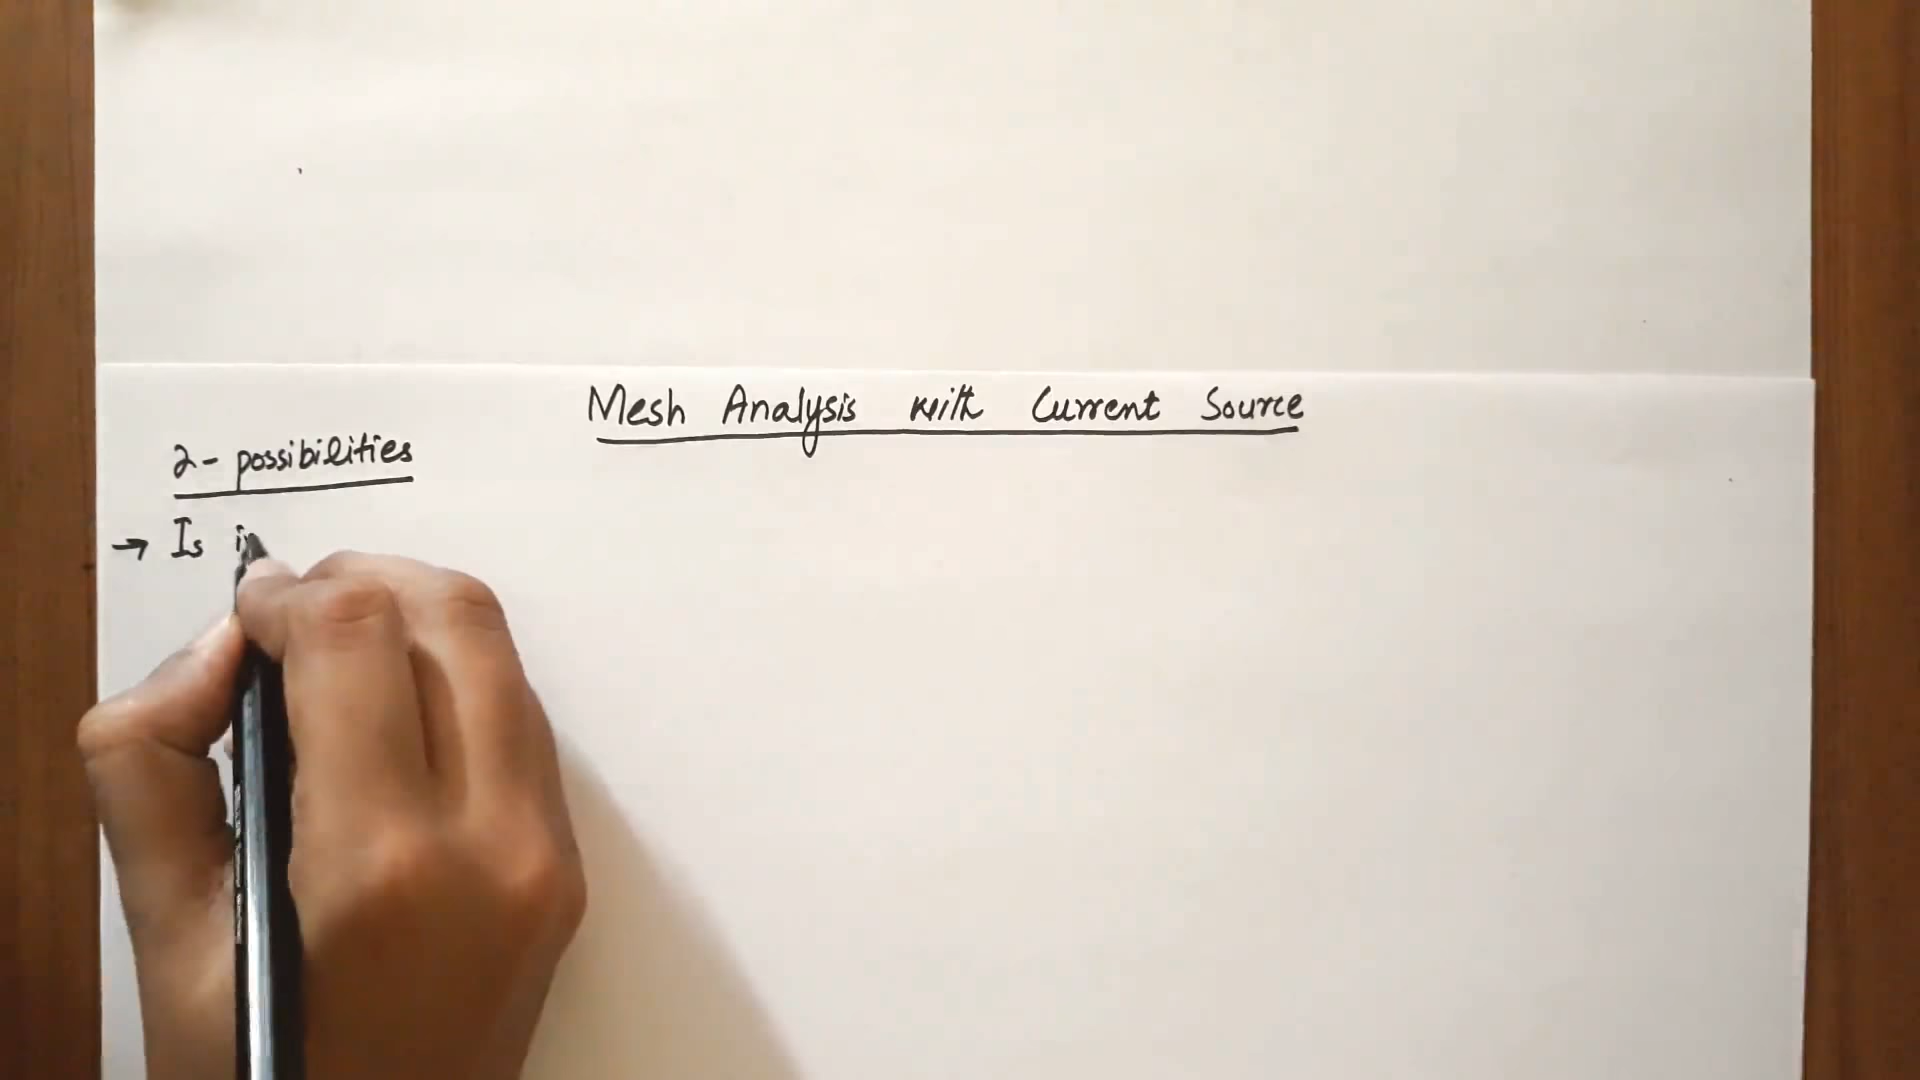 Mesh Analysis with Current Source
2- possibilities
→ Is i